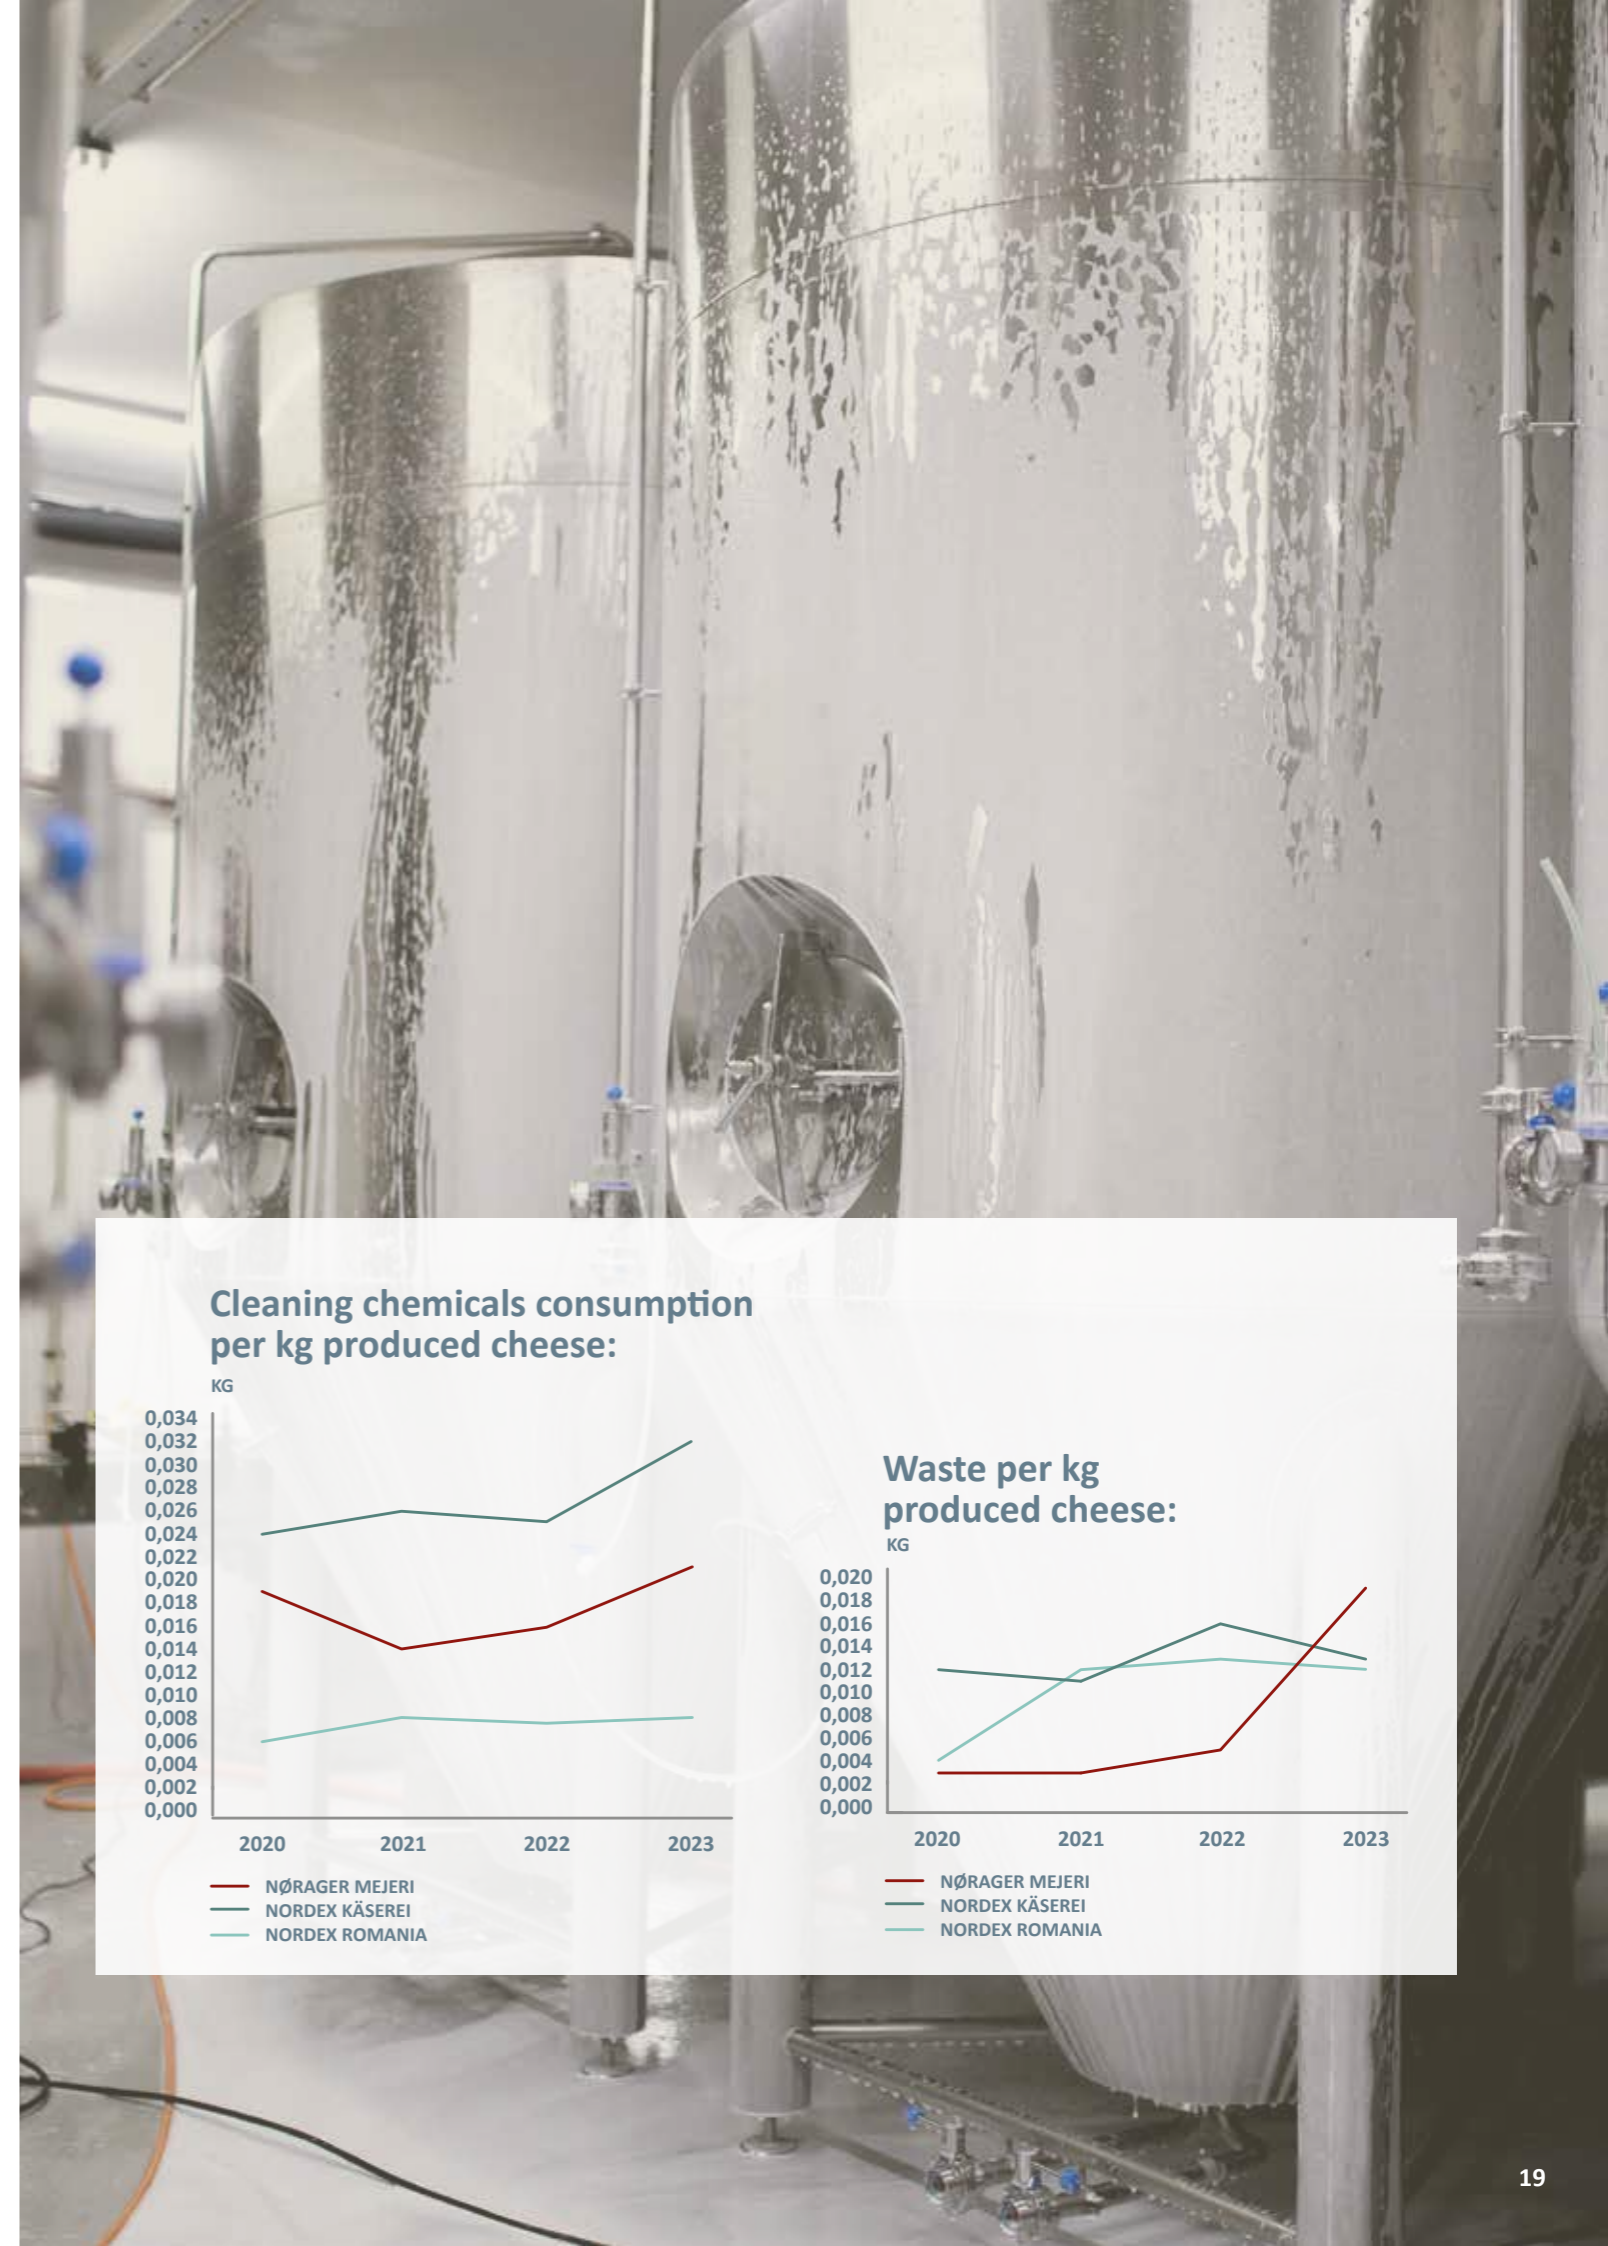 Cleaning chemicals consumption
per kg produced cheese:
KG
0,034
0,032
0,030
0,028
0,026
0,024
0,022
0,020
0,018
0,016
0,014
0,012
0,010
0,008
0,006
0,004
0,002
0,000
2020 2021 2022 2023
NØRAGER MEJERI
NORDEX KÄSEREI
NORDEX ROMANIA
Waste per kg
produced cheese:
KG
0,020
0,018
0,016
0,014
0,012
0,010
0,008
0,006
0,004
0,002
0,000
2020 2021 2022 2023
NØRAGER MEJERI
NORDEX KÄSEREI
NORDEX ROMANIA
19